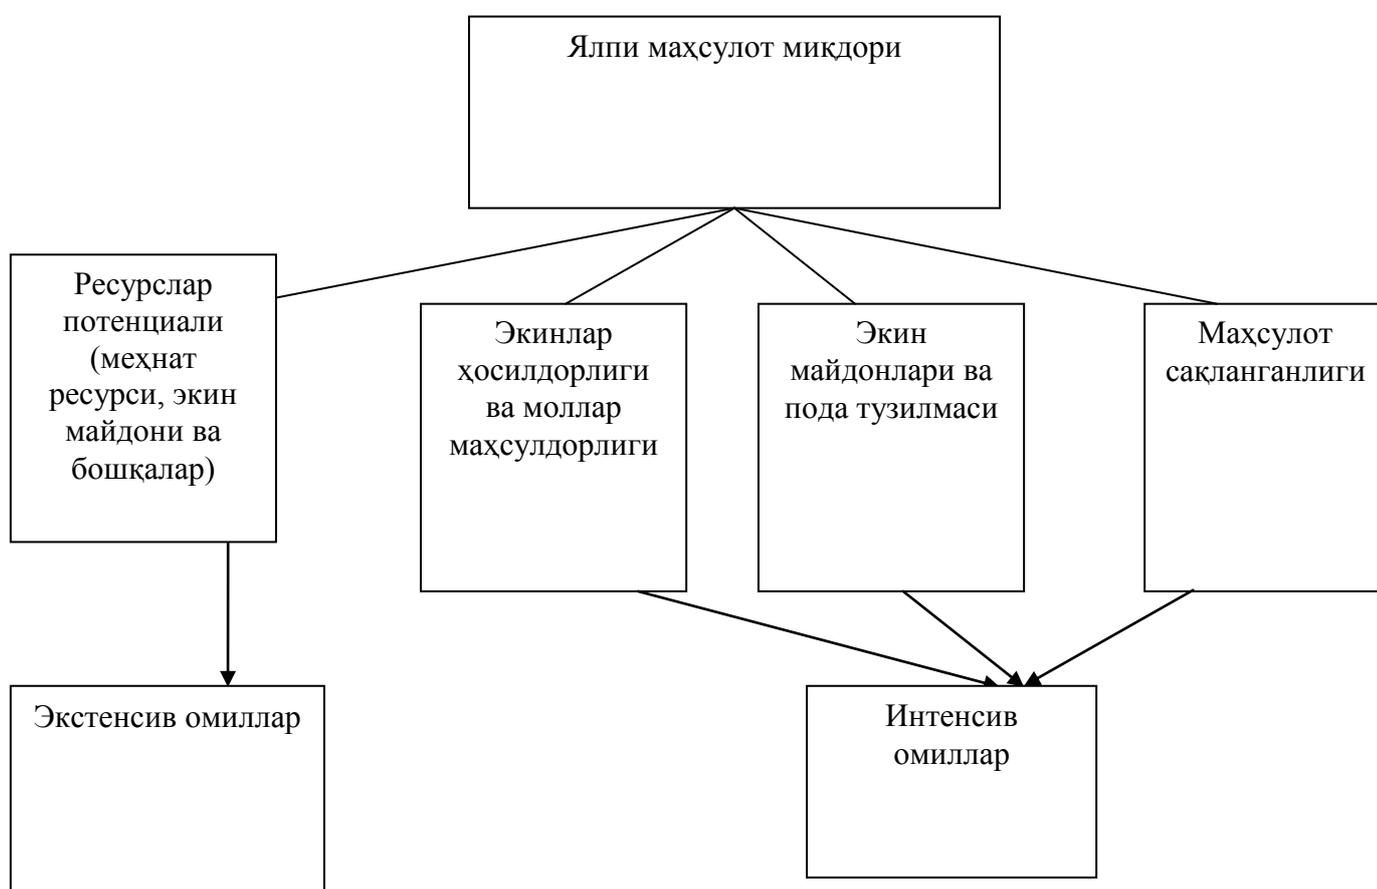 Ялпи маҳсулот миқдори
Ресурслар
потенциали
(меҳнат
ресурси, экин
майдони ва
бошқалар)
Экинлар
ҳосилдорлиги
ва моллар
маҳсулдорлиги
Экин
майдонлари ва
пода тузилмаси
Маҳсулот
сақланганлиги
Экстенсив омиллар
Интенсив
омиллар